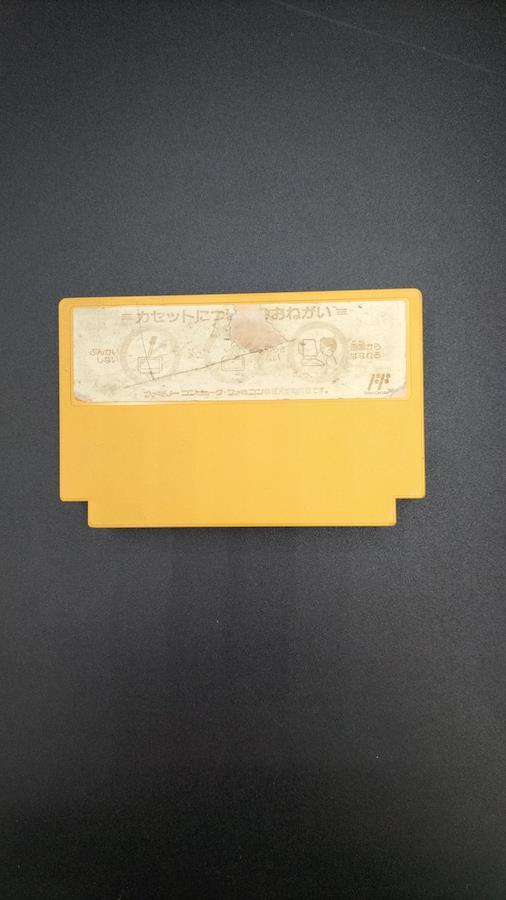 カセットにつ のおねがい
ぶんかい
しない
画面から
はなれる
ファミリーコンピュータ・ファミコンは任天堂の商標です。